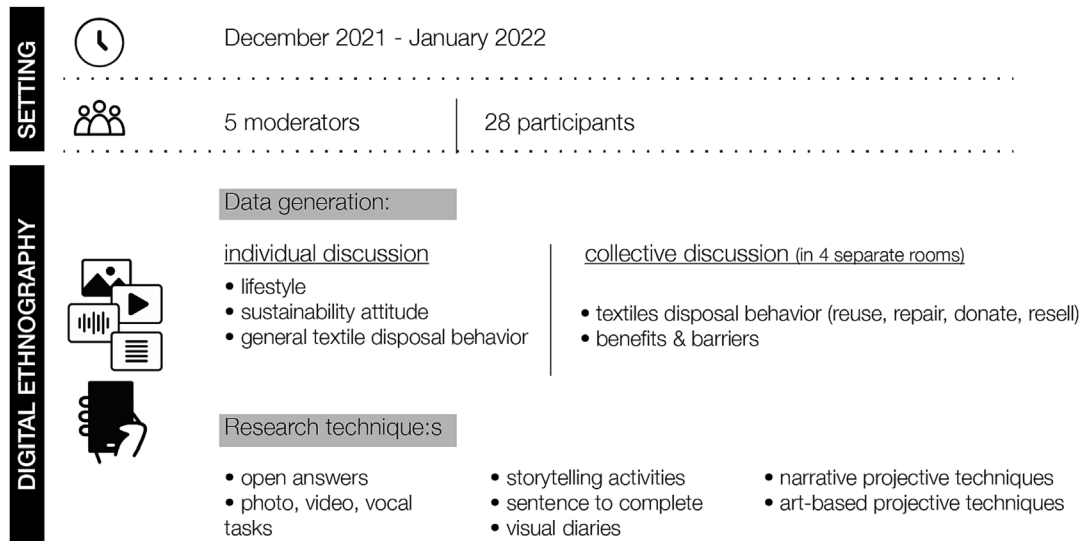 SETTING
December 2021 - January 2022
5 moderators
28 participants
DIGITAL ETHNOGRAPHY
Data generation:
individual discussion
• lifestyle
• sustainability attitude
• general textile disposal behavior
collective discussion (in 4 separate rooms)
• textiles disposal behavior (reuse, repair, donate, resell)
• benefits & barriers
Research technique:s
• open answers
• photo, video, vocal
tasks
• storytelling activities
• sentence to complete
• visual diaries
• narrative projective techniques
• art-based projective techniques